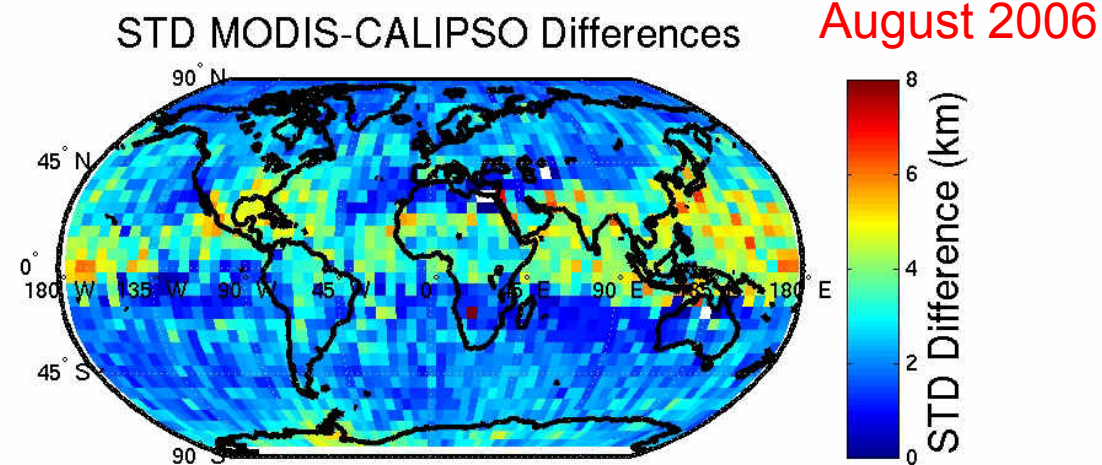 August 2006
STD MODIS-CALIPSO Differences
90° N
45° N
0°
180° W 135° W 90° W 45° W 0° 45° E 90° E 135° E 180° E
45° S
90° S
8
6
4
2
0
STD Difference (km)